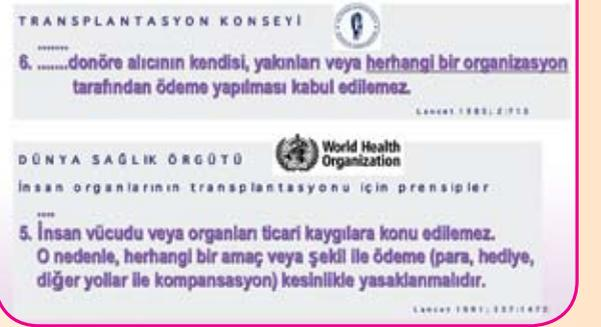 TRANSPLANTASYON KONSEYİ
........
6. .......donöre alıcının kendisi, yakınları veya herhangi bir organizasyon
tarafından ödeme yapılması kabul edilemez.
Lancet 1985; 2:715
World Health
Organization
DÜNYA SAĞLIK ÖRGÜTÜ
İnsan organlarının transplantasyonu için prensipler
....
5. İnsan vücudu veya organları ticari kaygılara konu edilemez.
O nedenle, herhangi bir amaç veya şekil ile ödeme (para, hediye,
diğer yollar ile kompansasyon) kesinlikle yasaklanmalıdır.
Lancet 1991; 337:1470